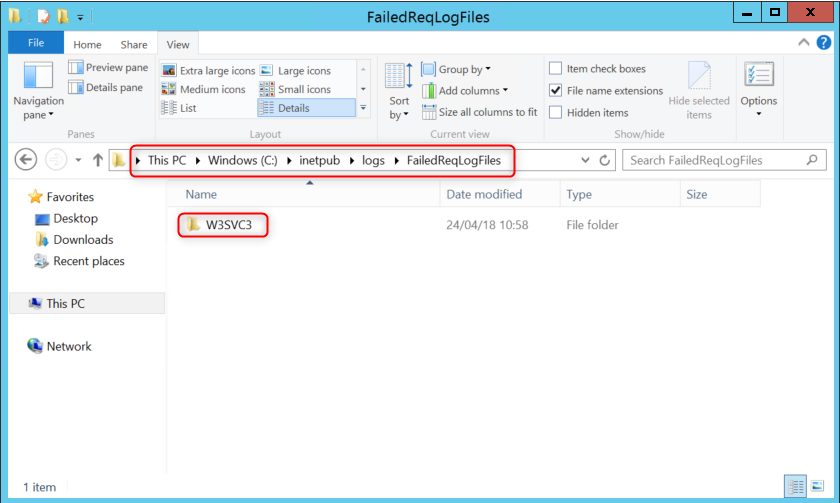 FailedReqLogFiles
File Home Share View
Preview pane
Details pane
Navigation pane
Panes
Extra large icons Large icons
Medium icons Small icons
List Details
Layout
Sort by
Group by
Add columns
Size all columns to fit
Current view
Item check boxes
File name extensions
Hidden items
Hide selected items
Show/hide
Options
This PC Windows (C:) inetpub logs FailedReqLogFiles
Search FailedReqLogFiles
Favorites
Desktop
Downloads
Recent places
This PC
Network
Name Date modified Type Size
W3SVC3 24/04/18 10:58 File folder
1 item